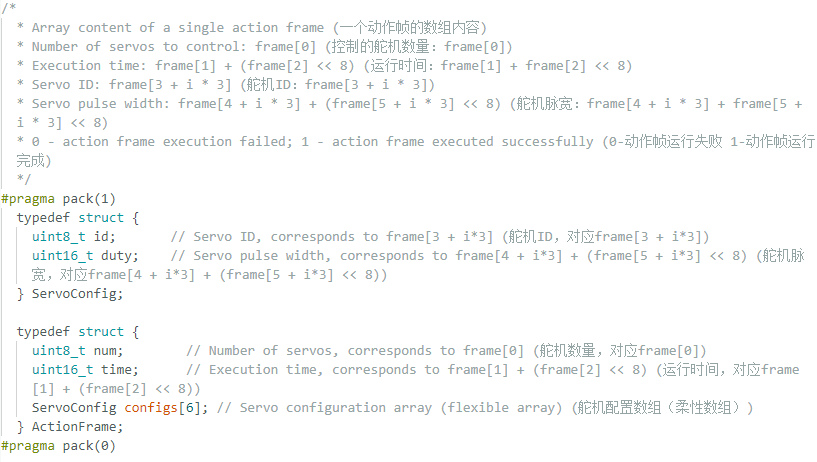 /*
* Array content of a single action frame (一个动作帧的数组内容)
* Number of servos to control: frame[0] (控制的舵机数量：frame[0])
* Execution time: frame[1] + (frame[2] << 8) (运行时间：frame[1] + frame[2] << 8)
* Servo ID: frame[3 + i * 3] (舵机ID：frame[3 + i * 3])
* Servo pulse width: frame[4 + i * 3] + (frame[5 + i * 3] << 8) (舵机脉宽：frame[4 + i * 3] + frame[5 +
i * 3] << 8)
* 0 - action frame execution failed; 1 - action frame executed successfully (0-动作帧运行失败 1-动作帧运行
完成)
*/
#pragma pack(1)
typedef struct {
uint8_t id; // Servo ID, corresponds to frame[3 + i*3] (舵机ID，对应frame[3 + i*3])
uint16_t duty; // Servo pulse width, corresponds to frame[4 + i*3] + (frame[5 + i*3] << 8) (舵机脉
宽，对应frame[4 + i*3] + (frame[5 + i*3 << 8))
} ServoConfig;
typedef struct {
uint8_t num; // Number of servos, corresponds to frame[0] (舵机数量，对应frame[0])
uint16_t time; // Execution time, corresponds to frame[1] + (frame[2] << 8) (运行时间，对应frame
[1] + (frame[2] << 8))
ServoConfig configs[6]; // Servo configuration array (flexible array) (舵机配置数组（柔性数组）)
} ActionFrame;
#pragma pack(0)